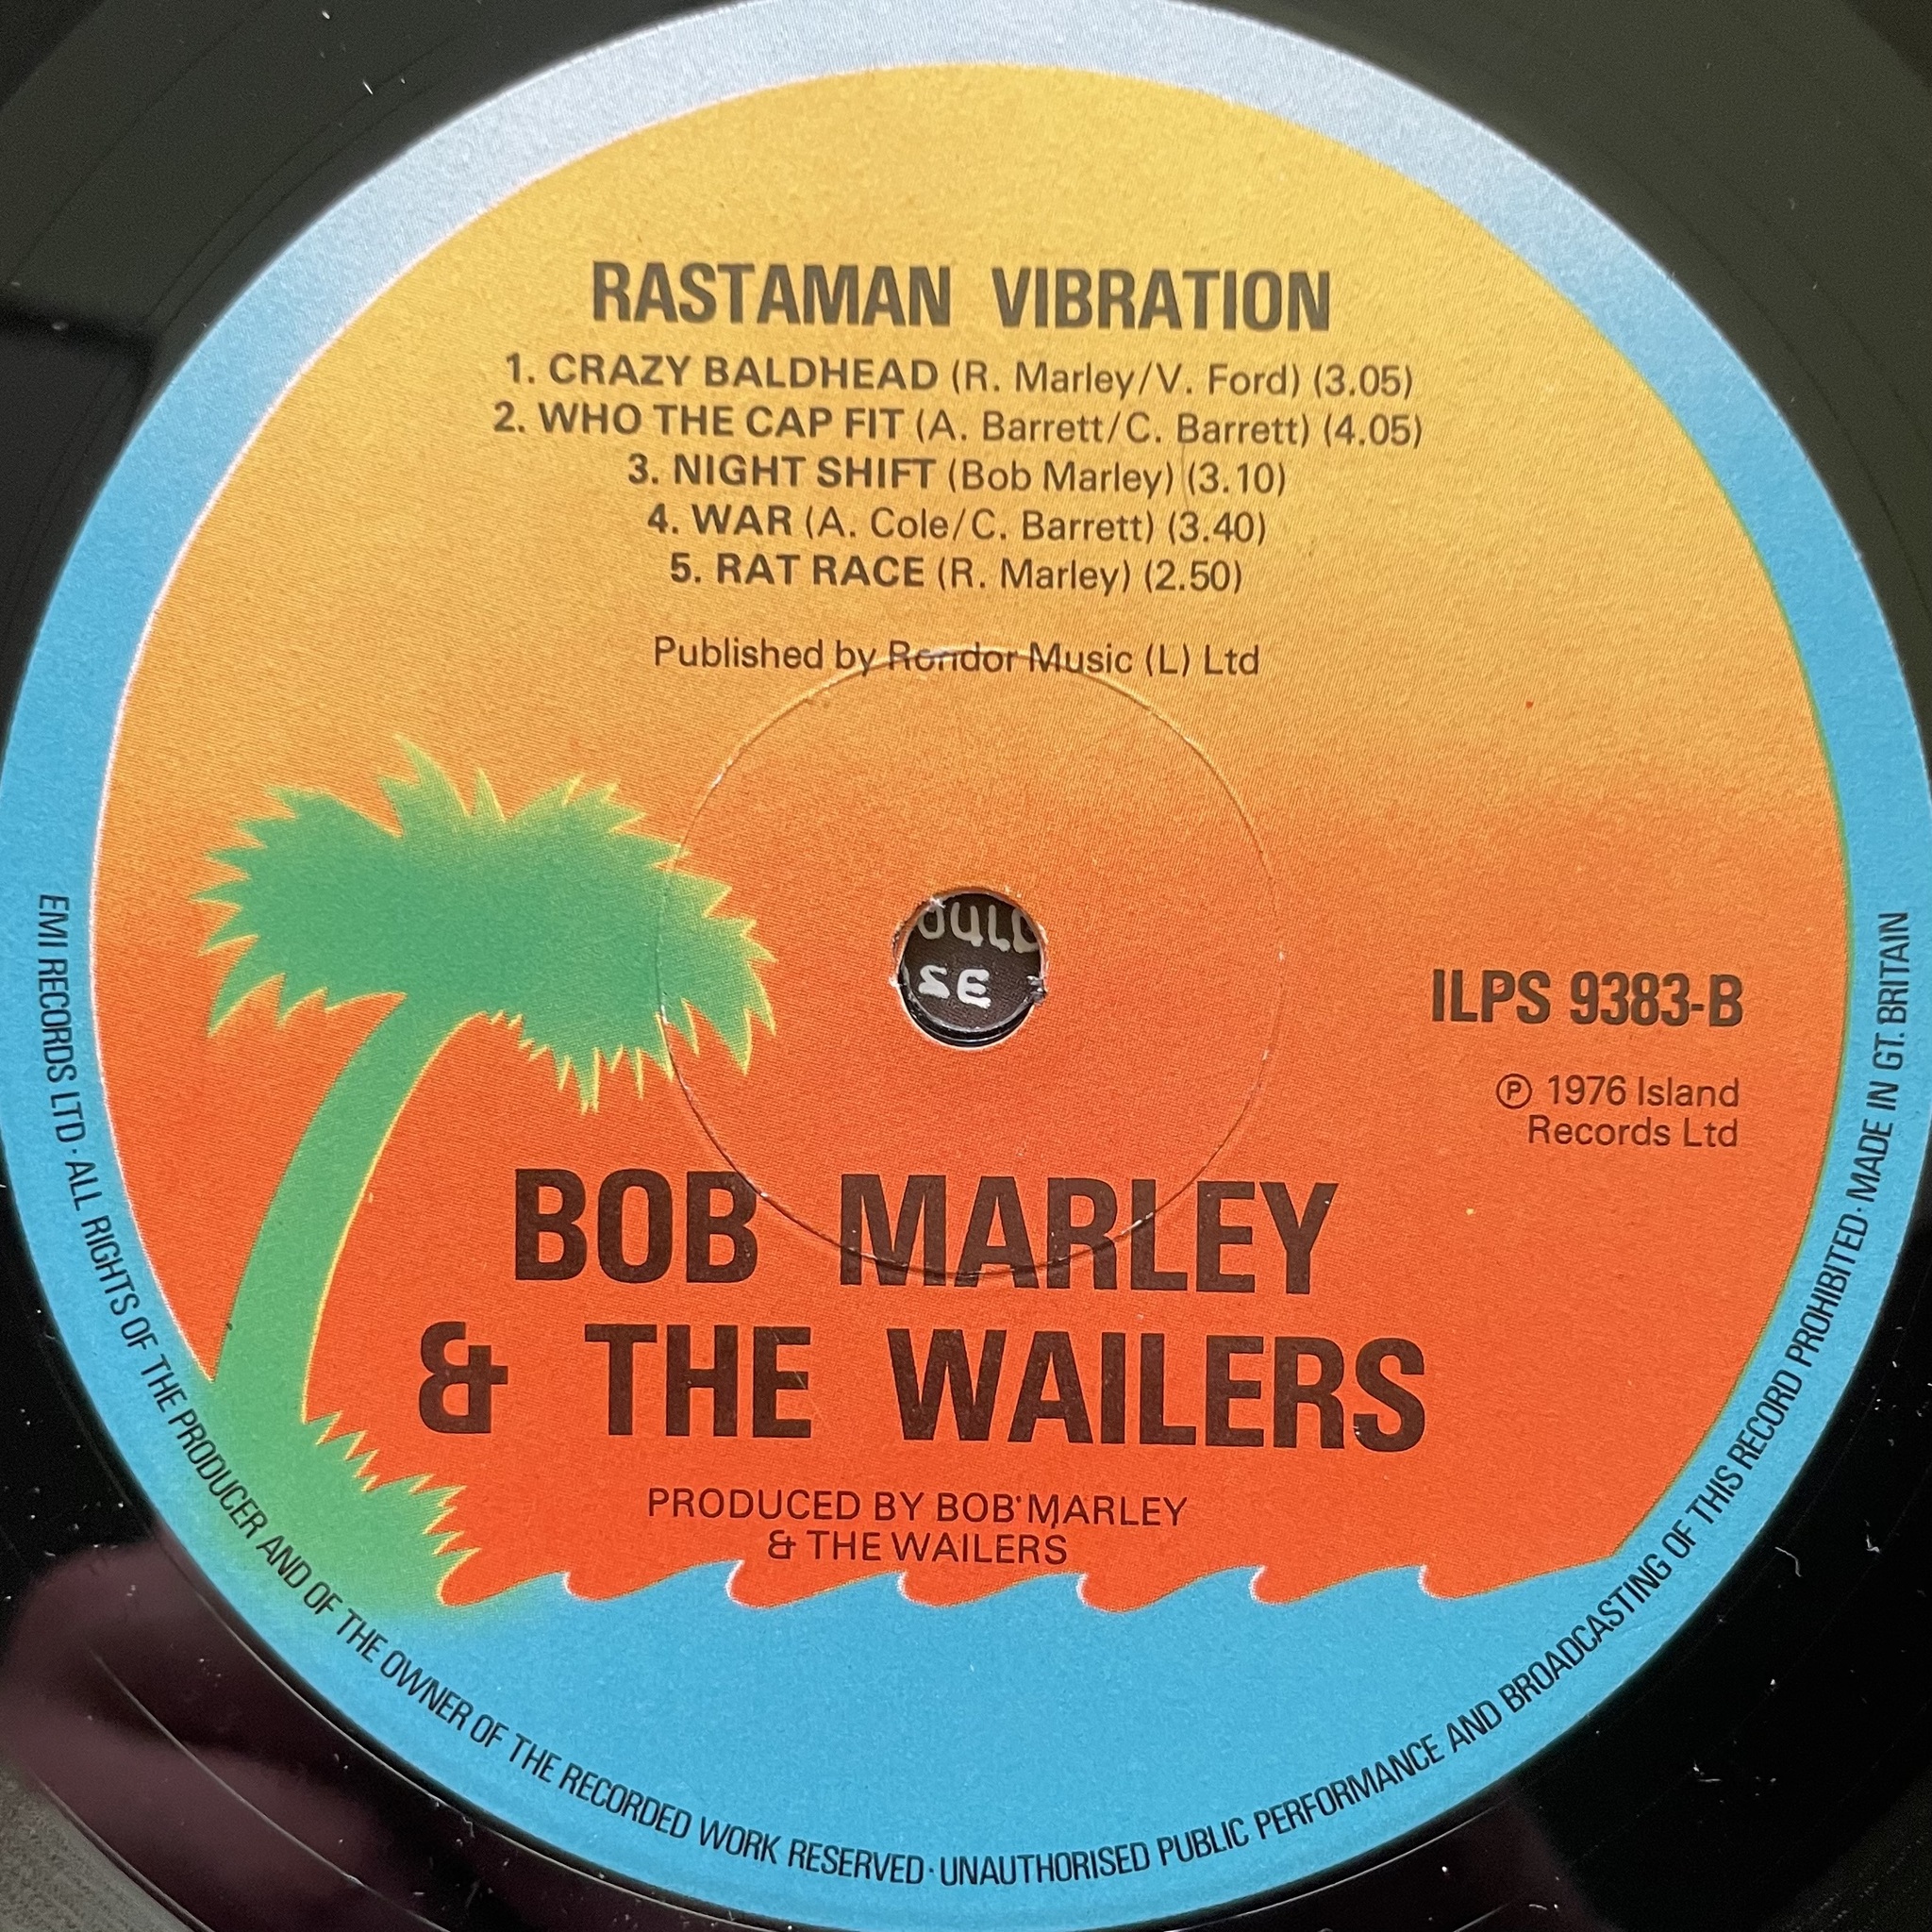 RASTAMAN VIBRATION
1. CRAZY BALDHEAD (R. Marley/V. Ford) (3.05)
2. WHO THE CAP FIT (A. Barrett/C. Barrett) (4.05)
3. NIGHT SHIFT (Bob Marley) (3.10)
4. WAR (A. Cole/C. Barrett) (3.40)
5. RAT RACE (R. Marley) (2.50)
Published by Rondor Music (L) Ltd
ILPS 9383-B
℗ 1976 Island
Records Ltd
BOB MARLEY
& THE WAILERS
PRODUCED BY BOB MARLEY
& THE WAILERS
EMI RECORDS LTD · ALL RIGHTS OF THE PRODUCER AND OF THE OWNER OF THE RECORDED WORK RESERVED · UNAUTHORISED PUBLIC PERFORMANCE AND BROADCASTING OF THIS RECORD PROHIBITED · MADE IN GT. BRITAIN